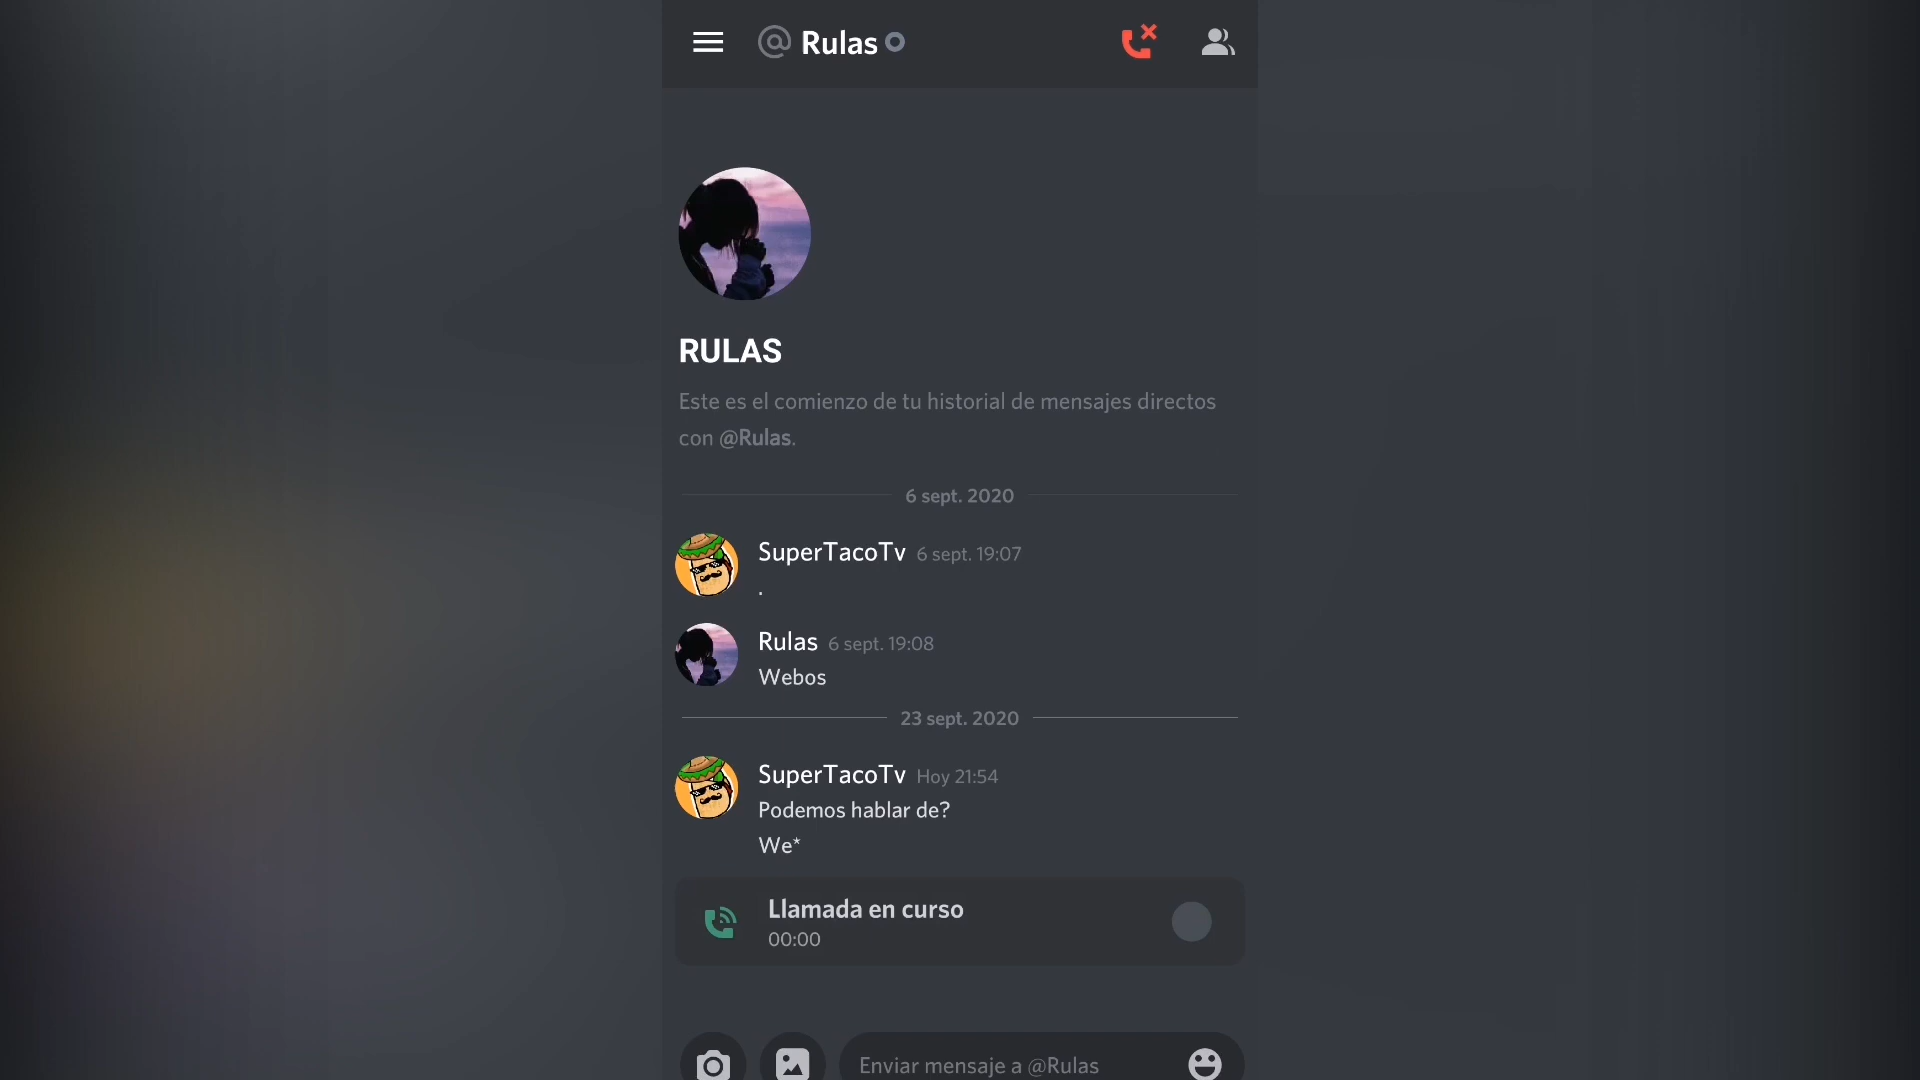 @ Rulas
RULAS
Este es el comienzo de tu historial de mensajes directos
con @Rulas.
6 sept. 2020
SuperTacoTv 6 sept. 19:07
.
Rulas 6 sept. 19:08
Webos
23 sept. 2020
SuperTacoTv Hoy 21:54
Podemos hablar de?
We*
Llamada en curso
00:00
Enviar mensaje a @Rulas